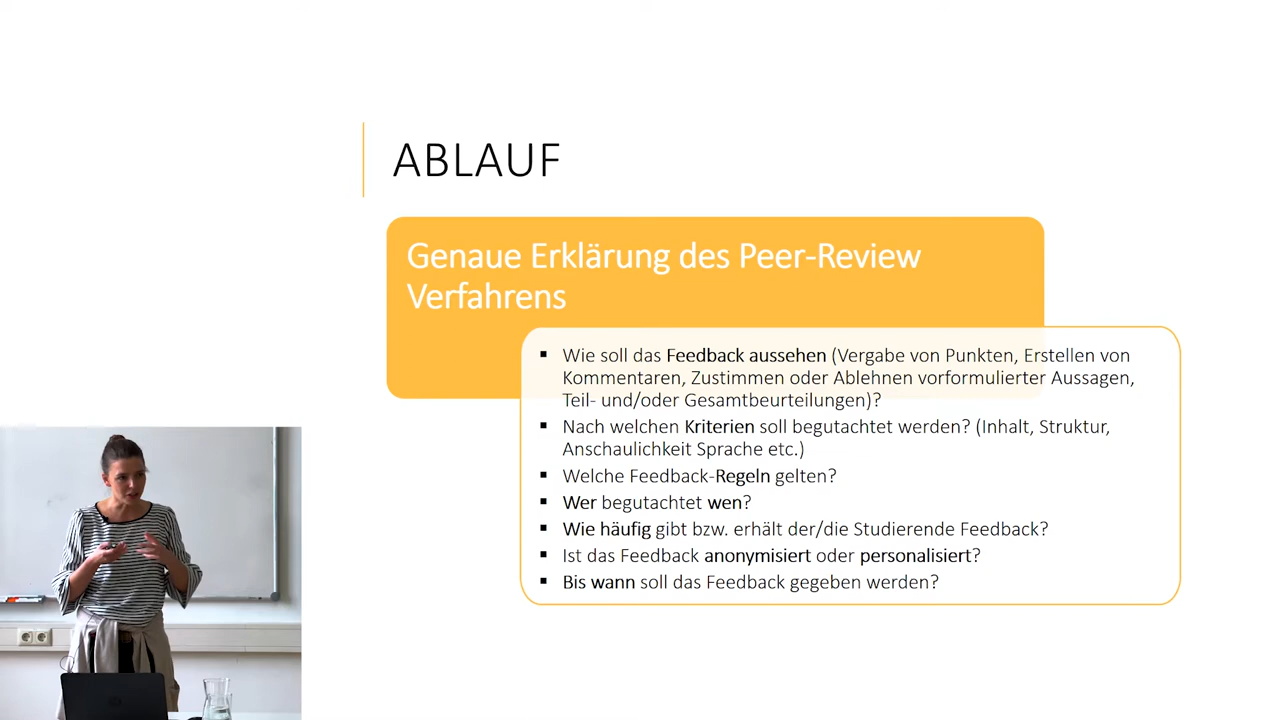 ABLAUF
Genaue Erklärung des Peer-Review
Verfahrens
▪ Wie soll das Feedback aussehen (Vergabe von Punkten, Erstellen von
Kommentaren, Zustimmen oder Ablehnen vorformulierter Aussagen,
Teil- und/oder Gesamtbeurteilungen)?
▪ Nach welchen Kriterien soll begutachtet werden? (Inhalt, Struktur,
Anschaulichkeit Sprache etc.)
▪ Welche Feedback-Regeln gelten?
▪ Wer begutachtet wen?
▪ Wie häufig gibt bzw. erhält der/die Studierende Feedback?
▪ Ist das Feedback anonymisiert oder personalisiert?
▪ Bis wann soll das Feedback gegeben werden?